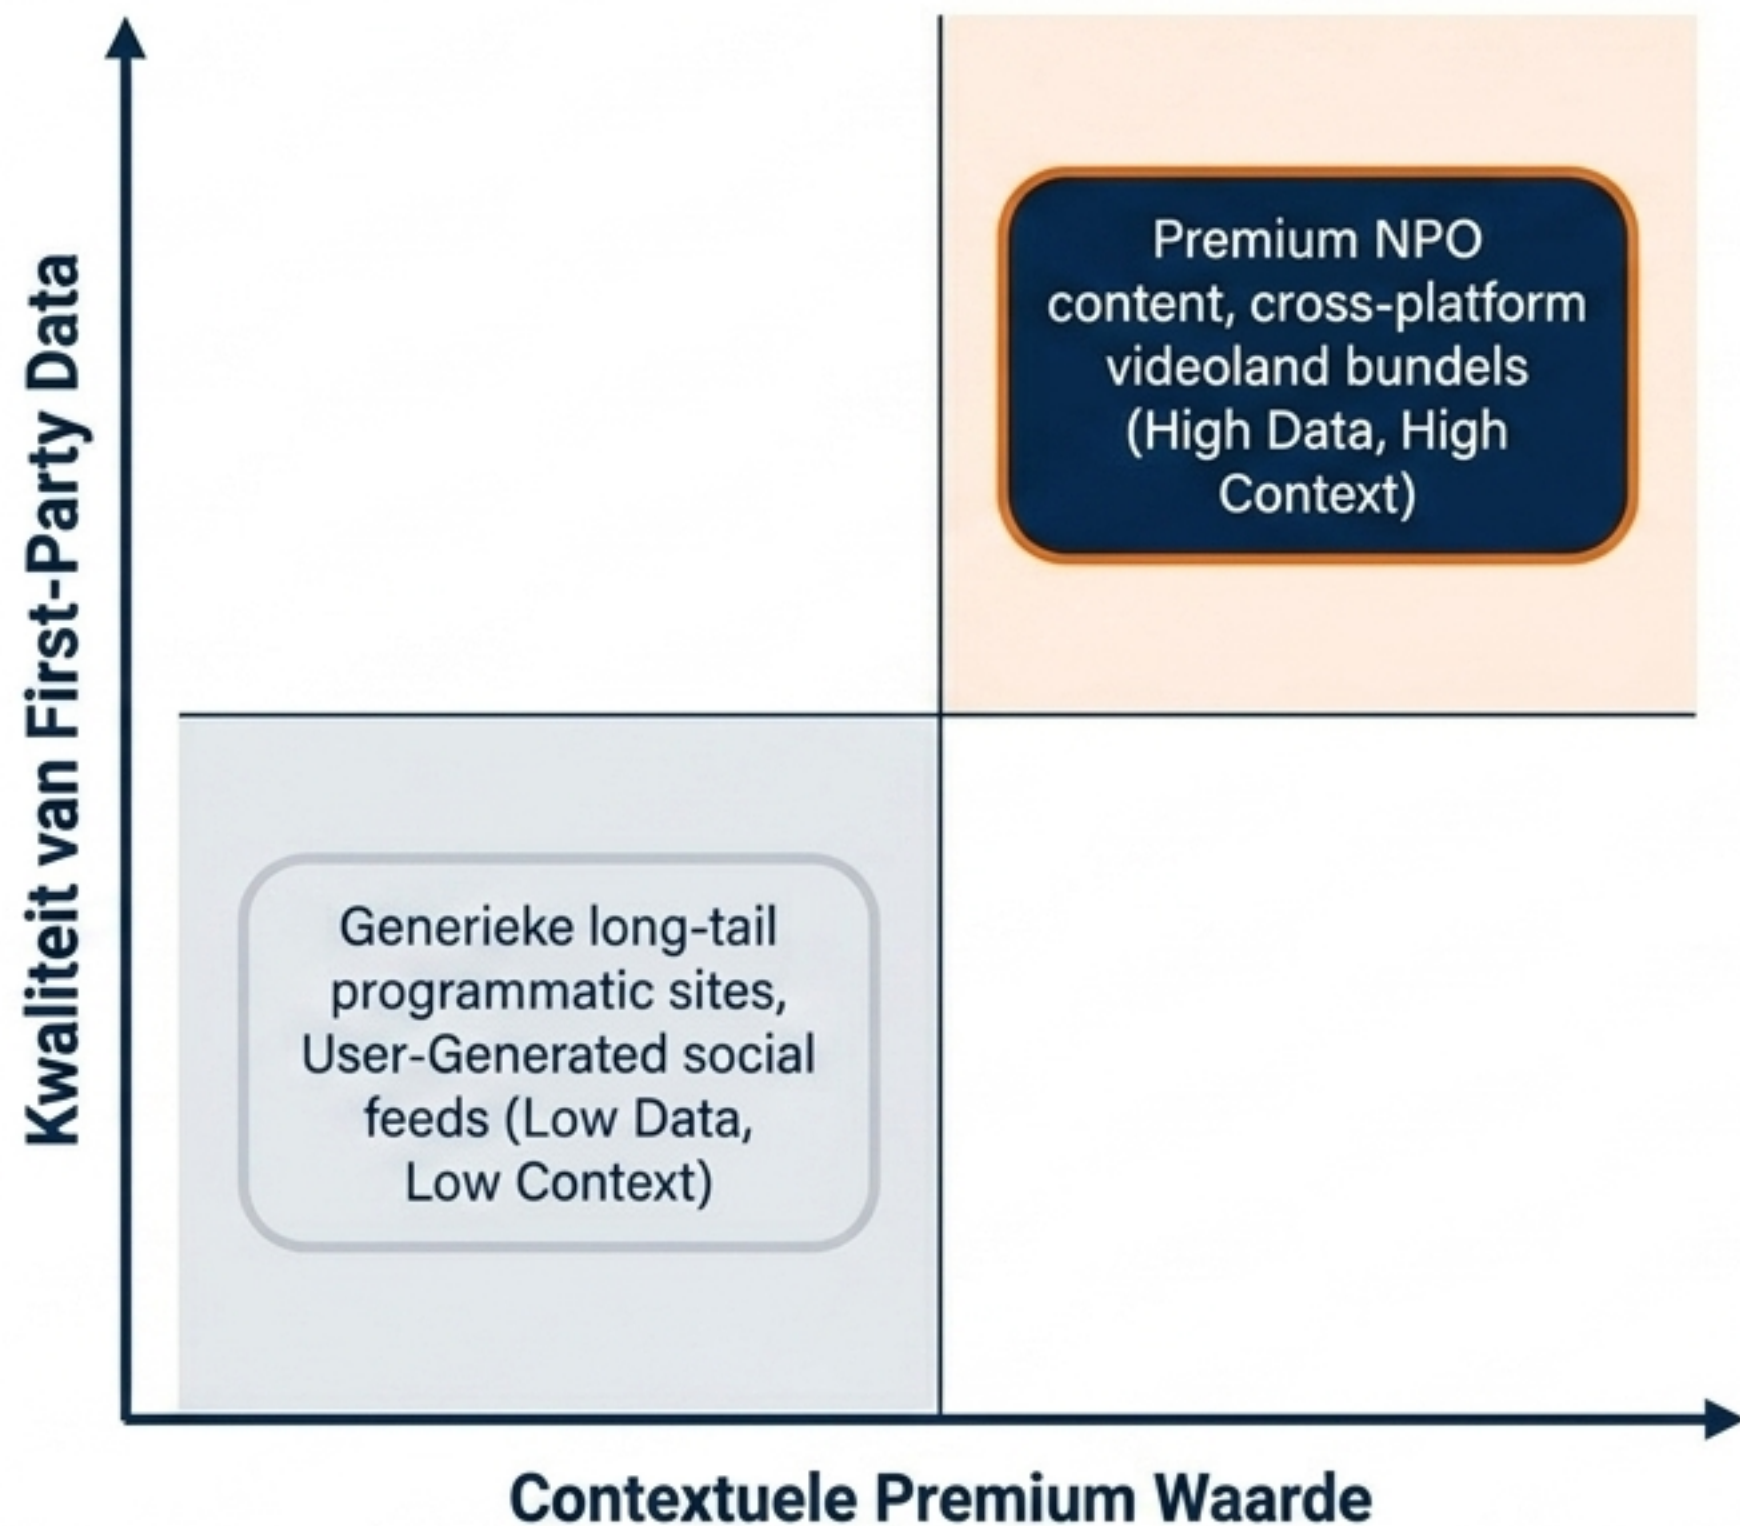 Kwaliteit van First-Party Data
Premium NPO
content, cross-platform
videoland bundels
(High Data, High
Context)
Generieke long-tail
programmatic sites,
User-Generated social
feeds (Low Data,
Low Context)
Contextuele Premium Waarde